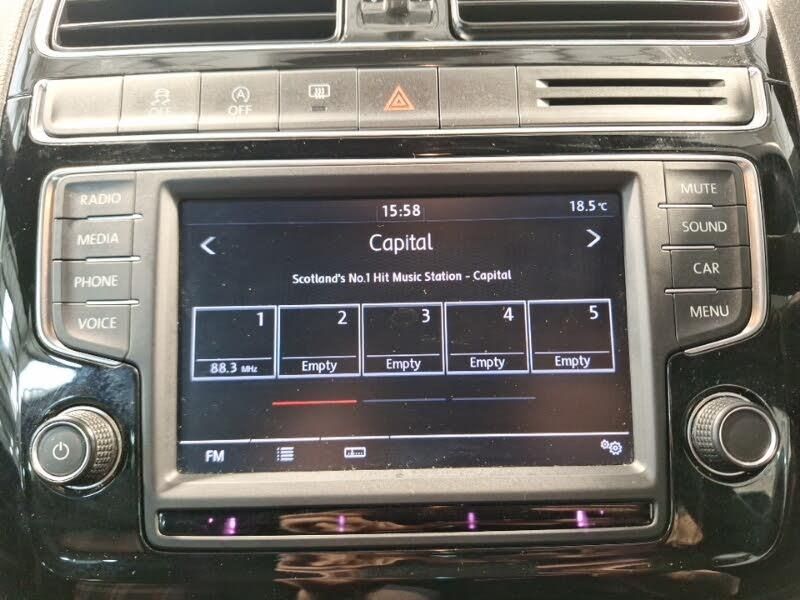 OFF
A OFF
RADIO
MEDIA
PHONE
VOICE
15:58
18.5°C
Capital
Scotland's No.1 Hit Music Station - Capital
1 2 3 4 5
88.3 MHz Empty Empty Empty Empty
FM
MUTE
SOUND
CAR
MENU